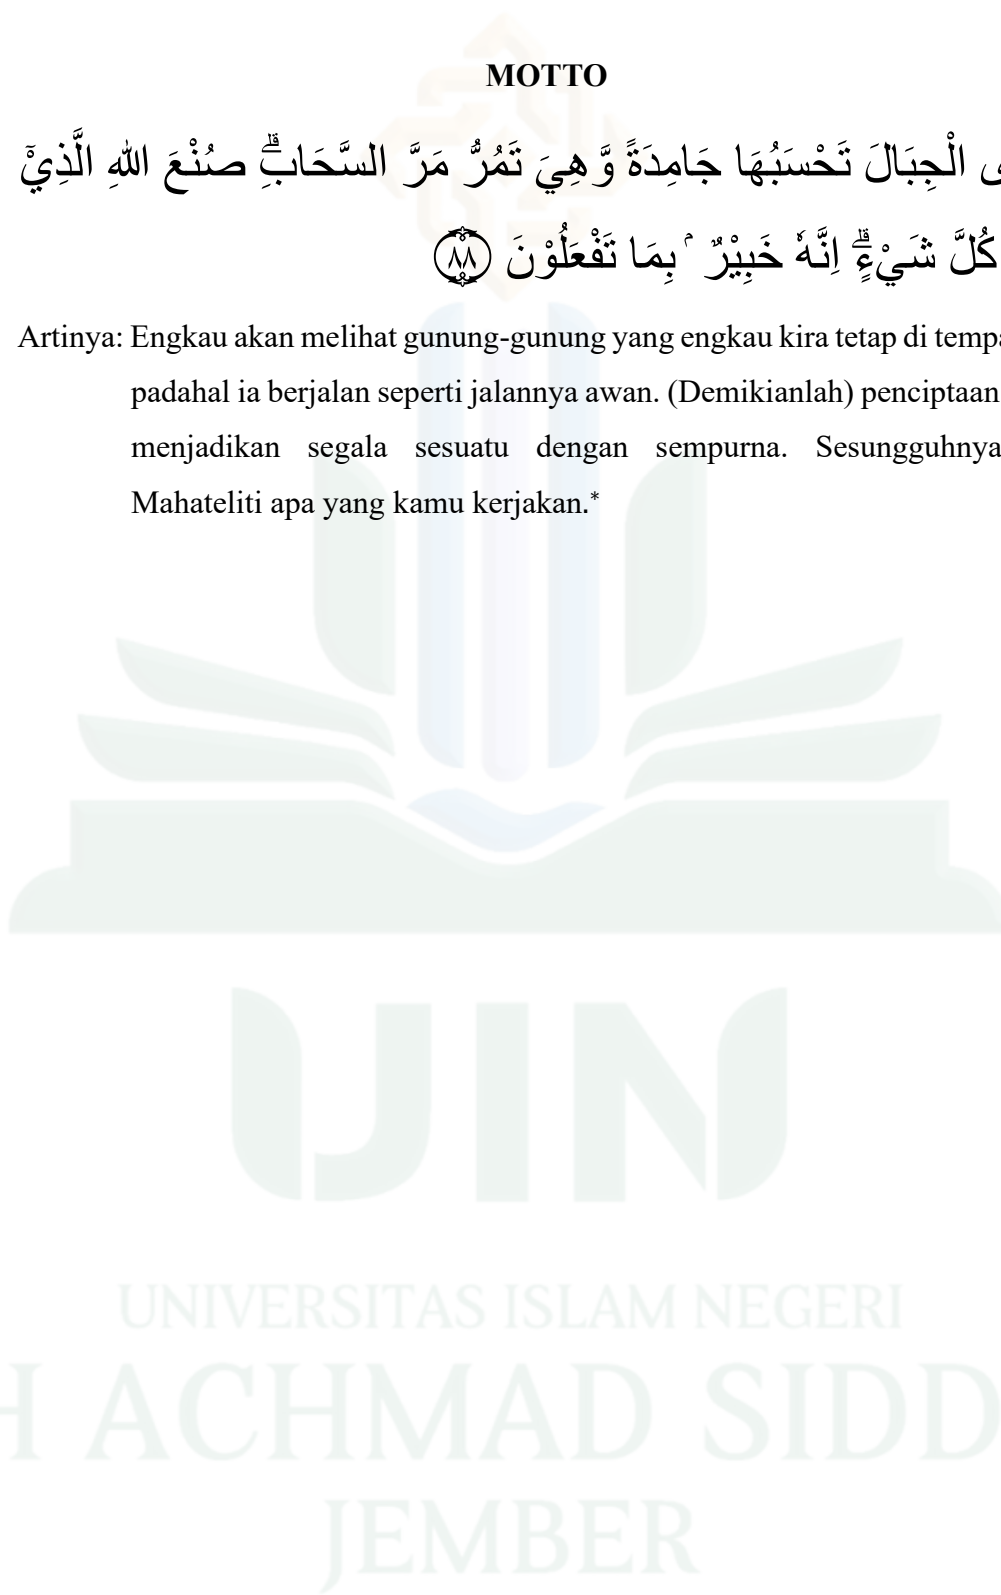 MOTTO
الْجِبَالَ تَحْسَبُهَا جَامِدَةً وَّهِيَ تَمُرُّ مَرَّ السَّحَابِۗ صُنْعَ اللّٰهِ الَّذِيْٓ
كُلَّ شَيْءٍۗ اِنَّهٗ خَبِيْرٌ ۢ بِمَا تَفْعَلُوْنَ ۝٨٨
Artinya: Engkau akan melihat gunung-gunung yang engkau kira tetap di
padahal ia berjalan seperti jalannya awan. (Demikianlah) penciptaan
menjadikan segala sesuatu dengan sempurna. Sesungguhnya
Mahateliti apa yang kamu kerjakan.*
UIN
UNIVERSITAS ISLAM NEGERI
H ACHMAD SIDD
JEMBER